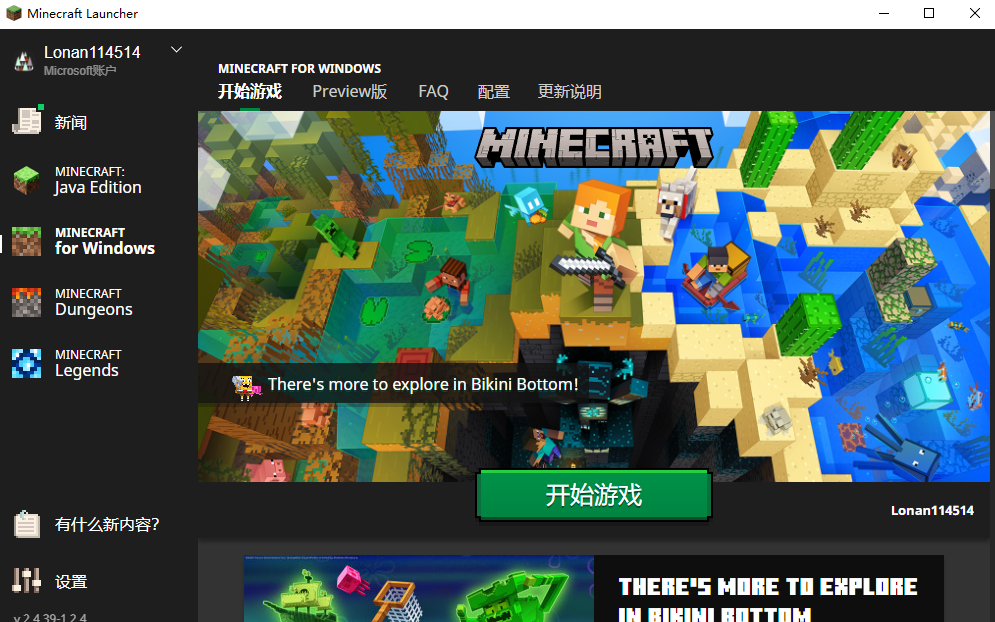 Minecraft Launcher
Lonan114514
Microsoft账户
新闻
MINECRAFT:
Java Edition
MINECRAFT
for Windows
MINECRAFT
Dungeons
MINECRAFT
Legends
有什么新内容?
设置
v.2.4.39-1.2.4
MINECRAFT FOR WINDOWS
开始游戏 Preview版 FAQ 配置 更新说明
MINECRAFT
There's more to explore in Bikini Bottom!
开始游戏
Lonan114514
THERE'S MORE TO EXPLORE
IN BIKINI BOTTOM